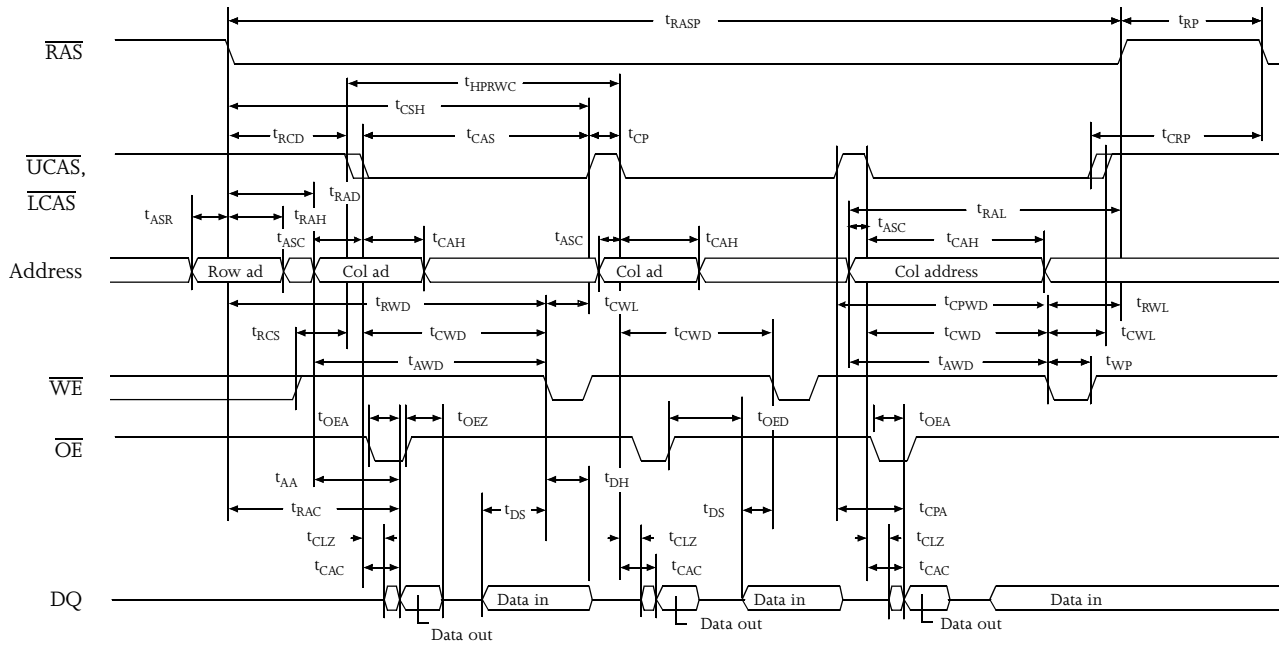 tRASP tRP
RAS
tHPRWC
tCSH
tRCD tCAS tCP tCRP
UCAS,
LCAS
tRAD
tASR tRAH tRAL
tASC tCAH tASC tCAH tASC tCAH
Address Row ad Col ad Col ad Col address
tRWD tCWL tCPWD tRWL
tRCS tCWD tCWD tCWD tCWL
tAWD tAWD tWP
WE
tOEA tOEZ tOED tOEA
OE
tAA tDH
tRAC tDS tDS tCPA
tCLZ tCLZ tCLZ
tCAC tCAC tCAC
DQ Data in Data in Data in
Data out Data out Data out